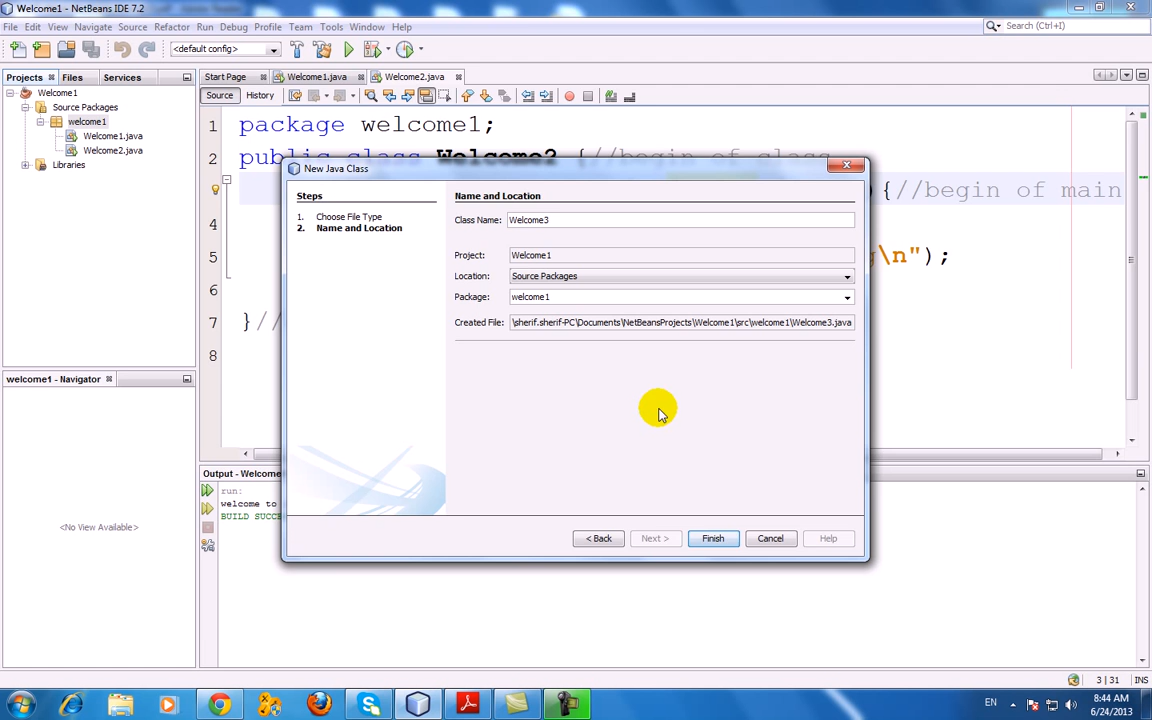 Welcome1 - NetBeans IDE 7.2
File Edit View Navigate Source Refactor Run Debug Profile Team Tools Window Help
Search (Ctrl+I)
<default config>
Projects Files Services
Start Page Welcome1.java Welcome2.java
Source History
Welcome1
Source Packages
welcome1
Welcome1.java
Welcome2.java
Libraries
1 package welcome1;
2 public class Welcome2 {//begin of class
{//begin of main
4
5 \n");
6
7 }//
8
New Java Class
Steps
1. Choose File Type
2. Name and Location
Name and Location
Class Name: Welcome3
Project: Welcome1
Location: Source Packages
Package: welcome1
Created File: \sherif.sherif-PC\Documents\NetBeansProjects\Welcome1\src\welcome1\Welcome3.java
< Back Next > Finish Cancel Help
welcome1 - Navigator
<No View Available>
Output - Welcome
run:
welcome to
BUILD SUCCE
3 | 31 INS
EN
8:44 AM
6/24/2013